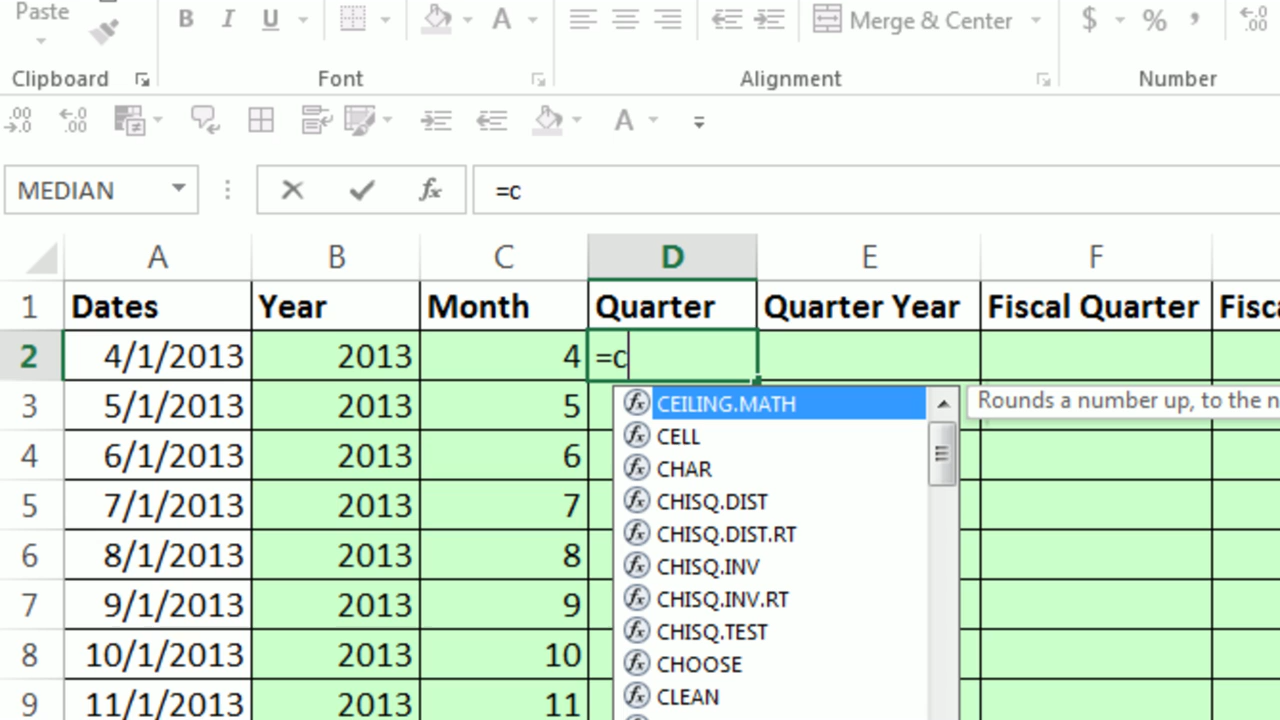 Paste
B I U A Merge & Center $ % ,
Clipboard Font Alignment Number
A
MEDIAN fx =c
A B C D E F
1 Dates Year Month Quarter Quarter Year Fiscal Quarter Fisc
2 4/1/2013 2013 4 =c
3 5/1/2013 2013 5
4 6/1/2013 2013 6
5 7/1/2013 2013 7
6 8/1/2013 2013 8
7 9/1/2013 2013 9
8 10/1/2013 2013 10
9 11/1/2013 2013 11
CEILING.MATH Rounds a number up, to the n
CELL
CHAR
CHISQ.DIST
CHISQ.DIST.RT
CHISQ.INV
CHISQ.INV.RT
CHISQ.TEST
CHOOSE
CLEAN